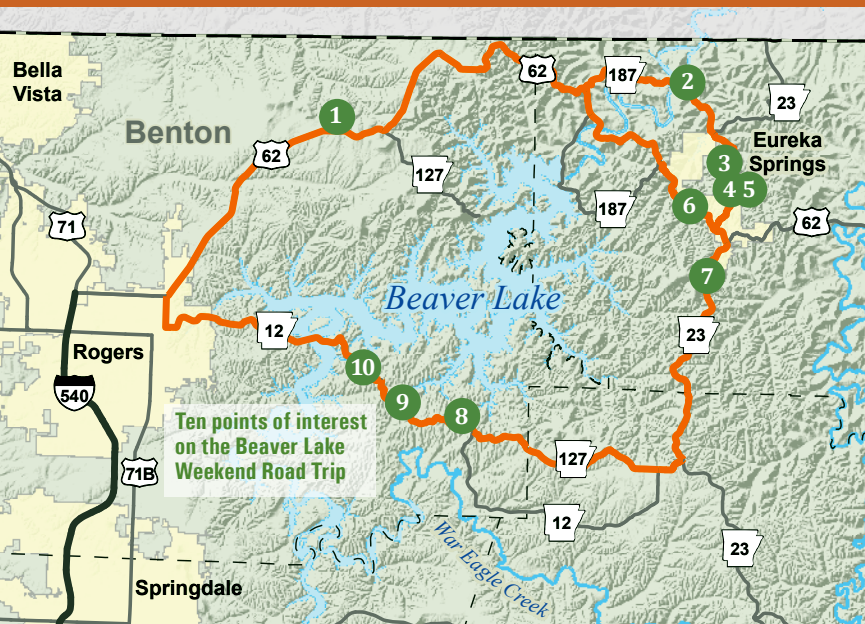 Bella
Vista
62
187
2
23
1
Benton
Eureka
Springs
62
127
3
4
5
187
6
62
71
7
Beaver Lake
12
23
Rogers
10
540
9
8
Ten points of interest
on the Beaver Lake
Weekend Road Trip
71B
127
12
23
War Eagle Creek
Springdale